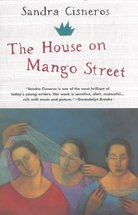 Sandra Cisneros
The House on
Mango Street
"Sandra Cisneros is one of the most brilliant of
today's young writers. Her work is sensitive, alert, nuanceful...
rich with music and picture."—Gwendolyn Brooks